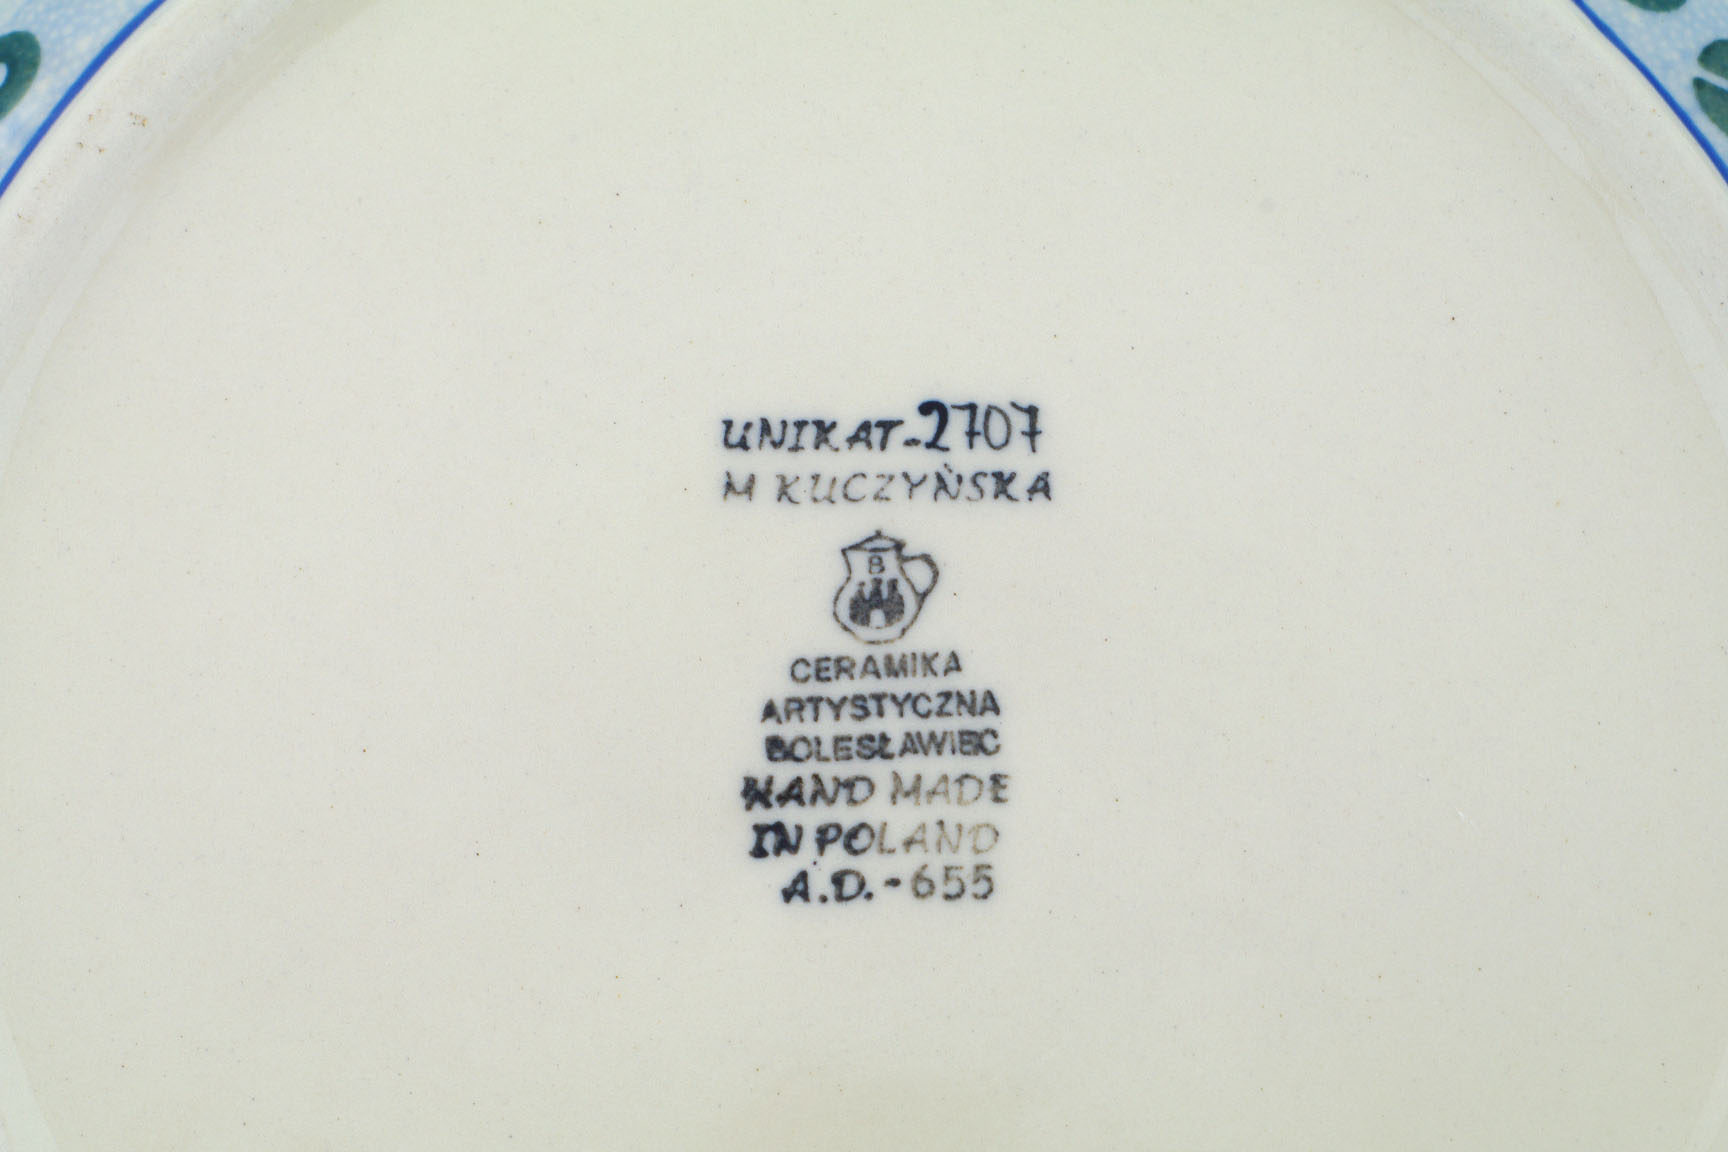 UNIKAT-2707
M KUCZYŃSKA
B
CERAMIKA
ARTYSTYCZNA
BOLESŁAWIEC
HAND MADE
IN POLAND
A.D.-655